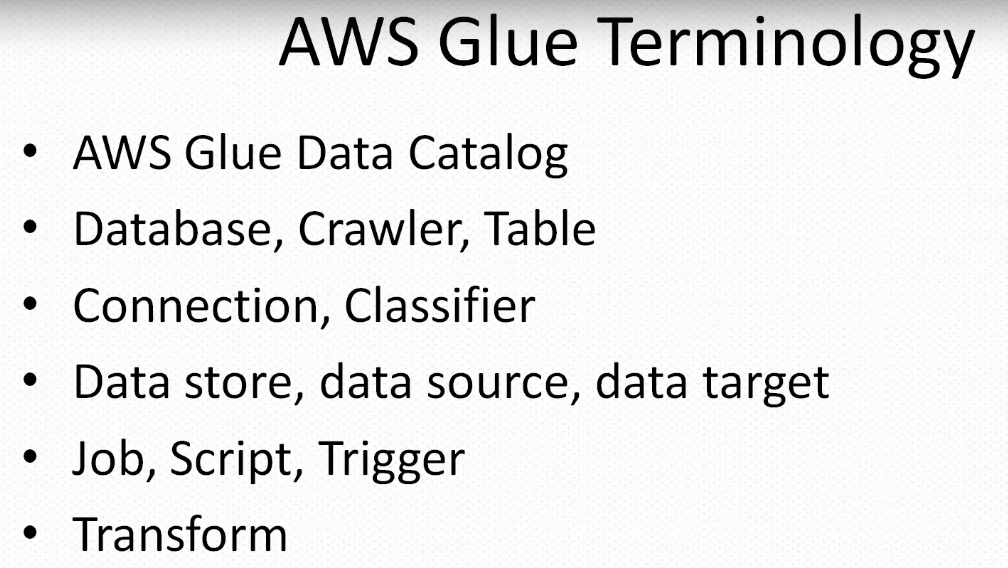 AWS Glue Terminology
• AWS Glue Data Catalog
• Database, Crawler, Table
• Connection, Classifier
• Data store, data source, data target
• Job, Script, Trigger
• Transform